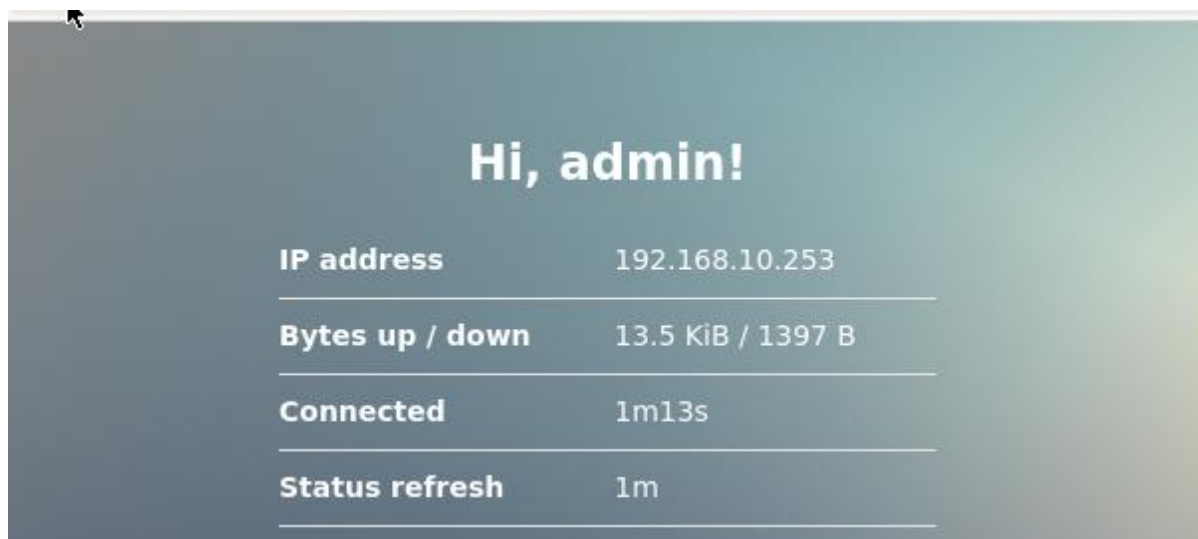 Hi, admin!
IP address 192.168.10.253
Bytes up / down 13.5 KiB / 1397 B
Connected 1m13s
Status refresh 1m